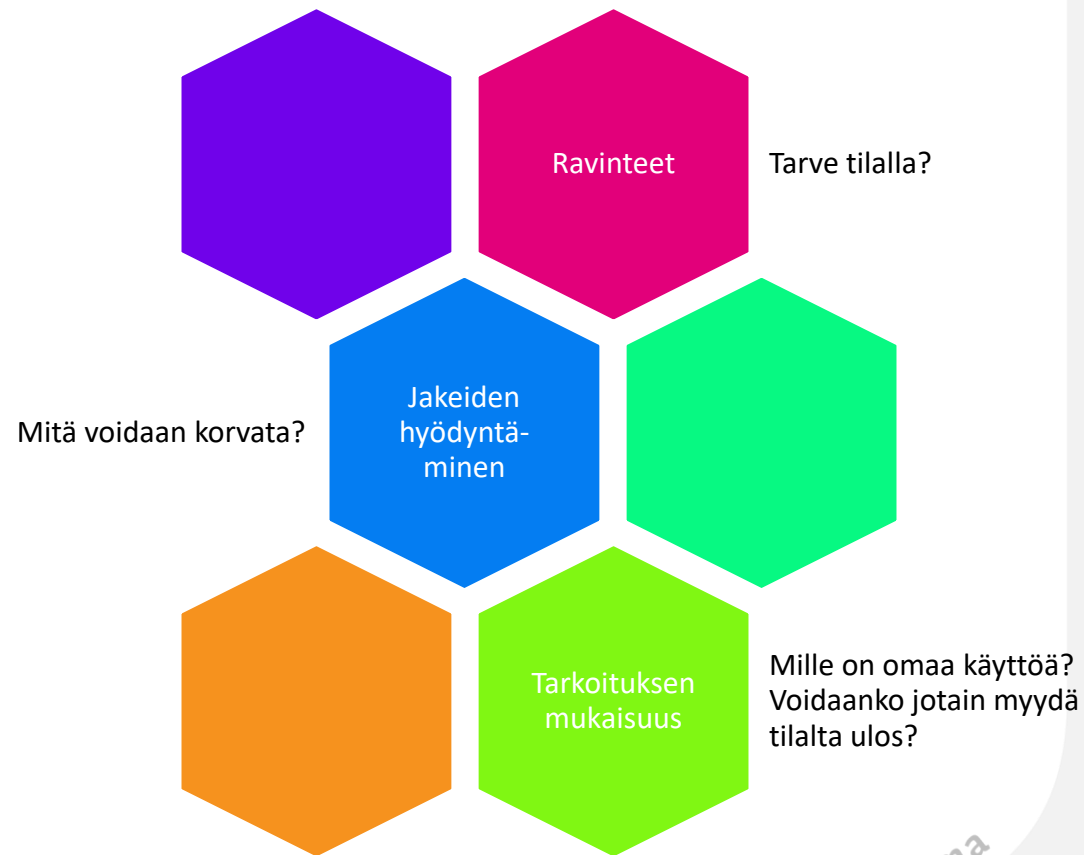 Ravinteet
Tarve tilalla?
Mitä voidaan korvata?
Jakeiden
hyödyntä-
minen
Tarkoituksen
mukaisuus
Mille on omaa käyttöä?
Voidaanko jotain myydä
tilalta ulos?